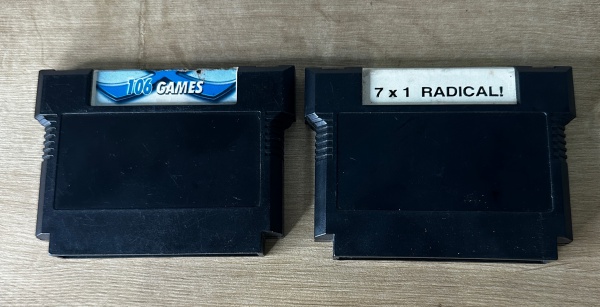 106 GAMES
7 x 1 RADICAL!